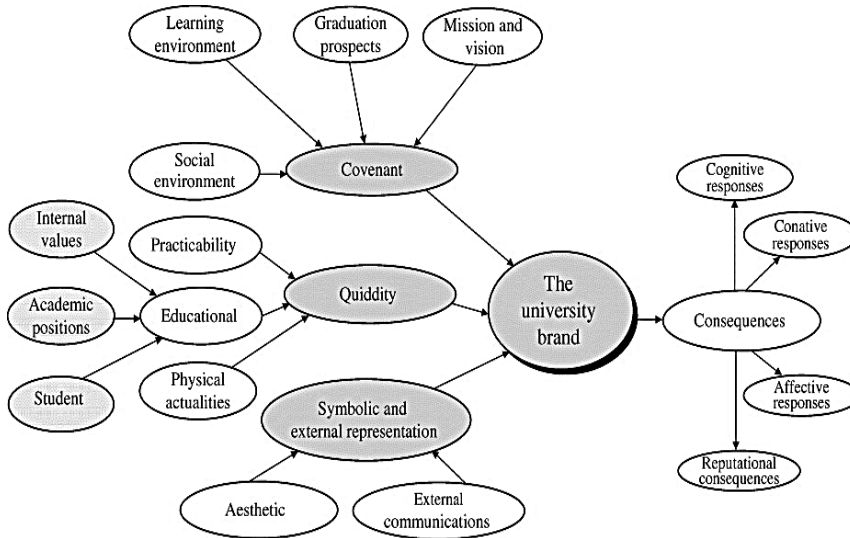 Learning
environment
Graduation
prospects
Mission and
vision
Social
environment
Covenant
Cognitive
responses
Internal
values
Practicability
Conative
responses
Academic
positions
Educational
Quiddity
The
university
brand
Consequences
Student
Physical
actualities
Symbolic and
external representation
Affective
responses
Reputational
consequences
Aesthetic
External
communications